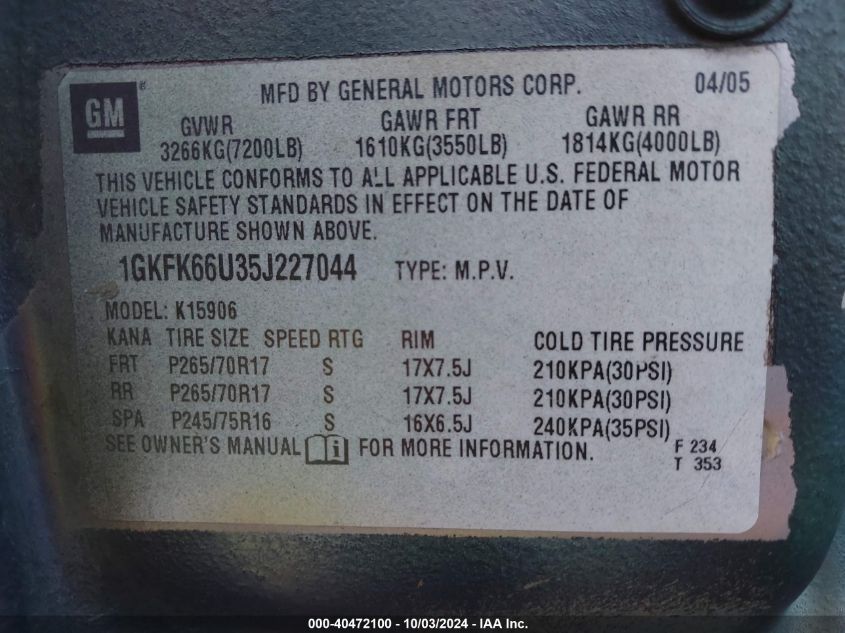 GM ® MFD BY GENERAL MOTORS CORP. 04/05
GVWR GAWR FRT GAWR RR
3266KG(7200LB) 1610KG(3550LB) 1814KG(4000LB)
THIS VEHICLE CONFORMS TO ALL APPLICABLE U.S. FEDERAL MOTOR
VEHICLE SAFETY STANDARDS IN EFFECT ON THE DATE OF
MANUFACTURE SHOWN ABOVE.
1GKFK66U35J227044 TYPE: M.P.V.
MODEL: K15906
KANA TIRE SIZE SPEED RTG RIM COLD TIRE PRESSURE
FRT P265/70R17 S 17X7.5J 210KPA(30PSI)
RR P265/70R17 S 17X7.5J 210KPA(30PSI)
SPA P245/75R16 S 16X6.5J 240KPA(35PSI)
SEE OWNER'S MANUAL i FOR MORE INFORMATION.
F 234
T 353
000-40472100 - 10/03/2024 - IAA Inc.